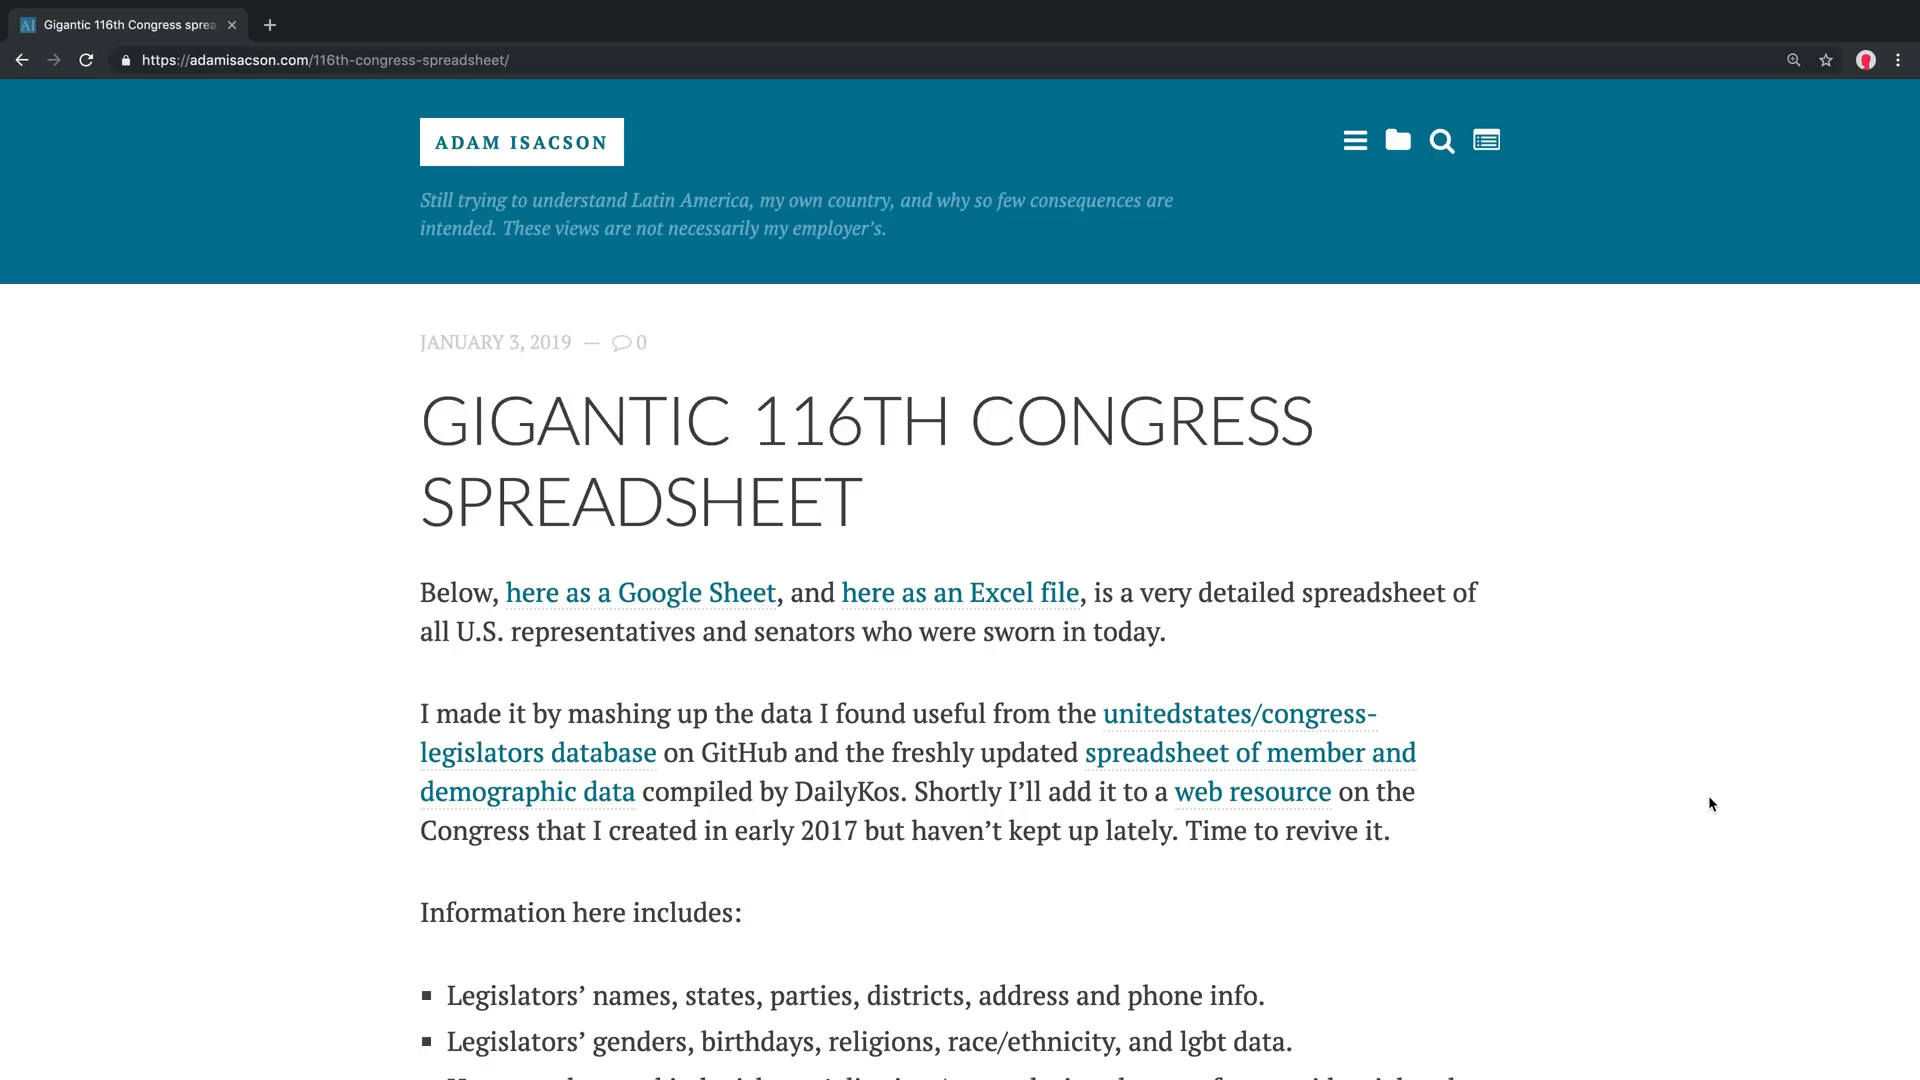 AI Gigantic 116th Congress sprea
https://adamisacson.com/116th-congress-spreadsheet/
ADAM ISACSON
Still trying to understand Latin America, my own country, and why so few consequences are
intended. These views are not necessarily my employer’s.
JANUARY 3, 2019 — 0
GIGANTIC 116TH CONGRESS
SPREADSHEET
Below, here as a Google Sheet, and here as an Excel file, is a very detailed spreadsheet of
all U.S. representatives and senators who were sworn in today.
I made it by mashing up the data I found useful from the unitedstates/congress-
legislators database on GitHub and the freshly updated spreadsheet of member and
demographic data compiled by DailyKos. Shortly I’ll add it to a web resource on the
Congress that I created in early 2017 but haven’t kept up lately. Time to revive it.
Information here includes:
▪ Legislators’ names, states, parties, districts, address and phone info.
▪ Legislators’ genders, birthdays, religions, race/ethnicity, and lgbt data.